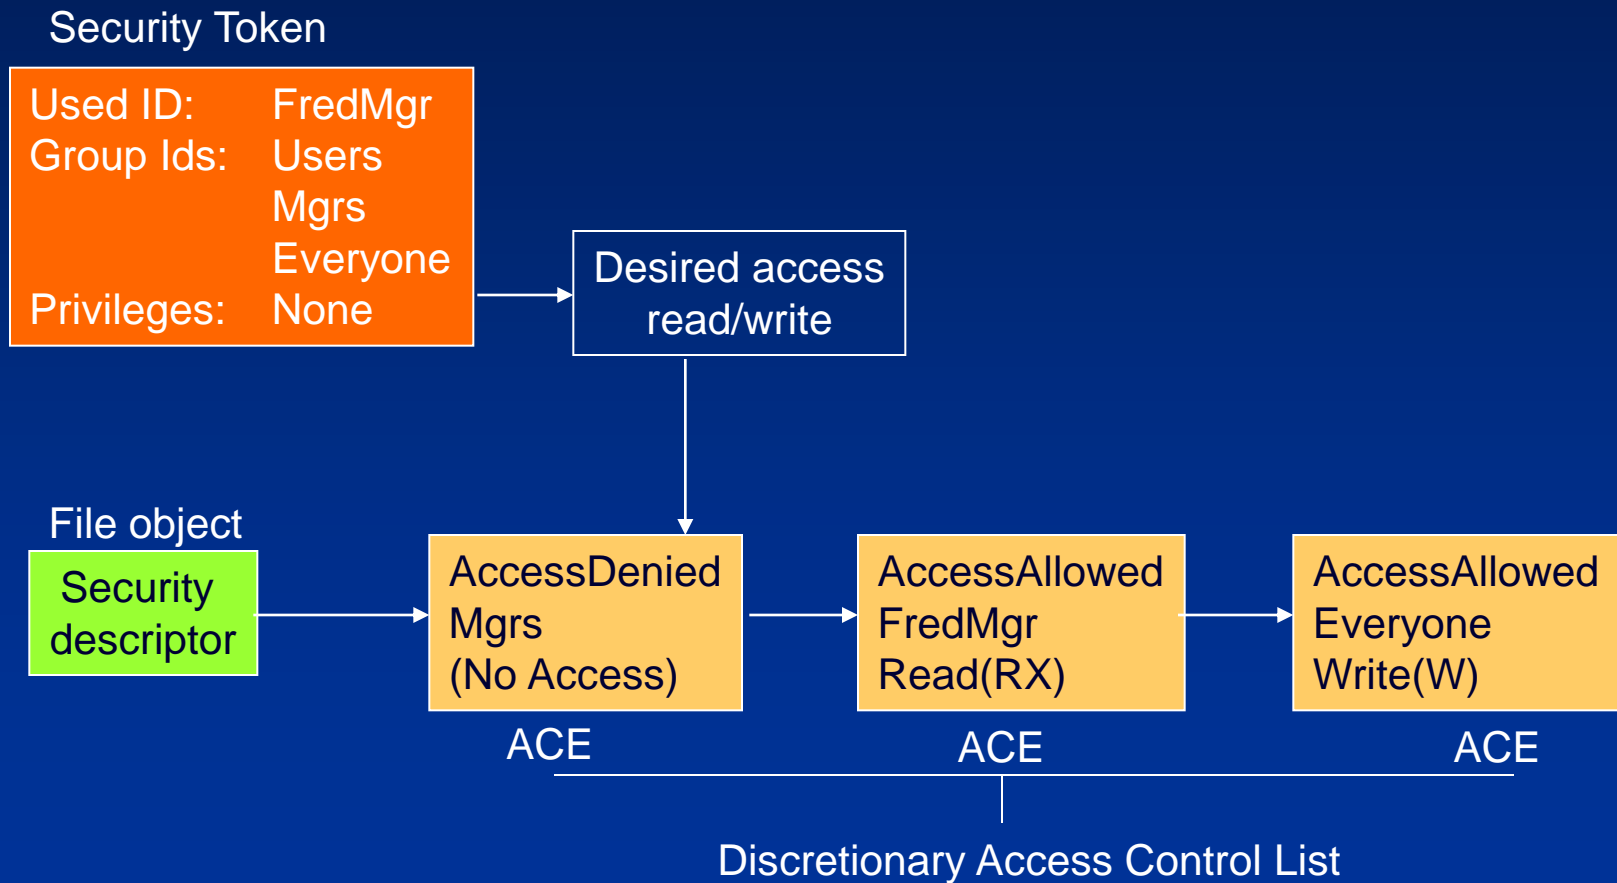 Security Token
Used ID: FredMgr
Group Ids: Users
Mgrs
Everyone
Privileges: None
Desired access
read/write
File object
Security
descriptor
AccessDenied
Mgrs
(No Access)
ACE
AccessAllowed
FredMgr
Read(RX)
ACE
AccessAllowed
Everyone
Write(W)
ACE
Discretionary Access Control List